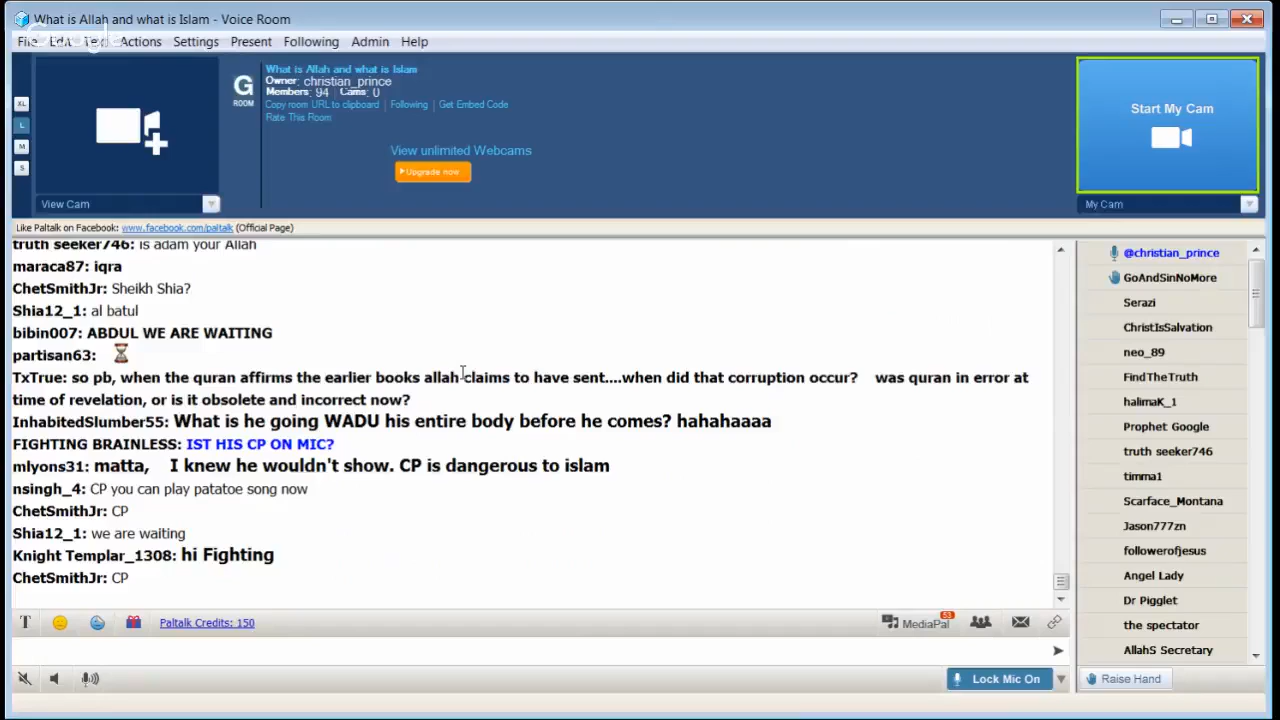 What is Allah and what is Islam - Voice Room
Google
File Edit Text Actions Settings Present Following Admin Help
What is Allah and what is Islam
Owner: christian_prince
Members: 94 | Cams: 0
Copy room URL to clipboard | Following | Get Embed Code
Rate This Room
G
ROOM
XL
L
M
S
View unlimited Webcams
Upgrade now
Start My Cam
View Cam
My Cam
Like Paltalk on Facebook: www.facebook.com/paltalk (Official Page)
truth seeker746: is adam your Allah
maraca87: iqra
ChetSmithJr: Sheikh Shia?
Shia12_1: al batul
bibin007: ABDUL WE ARE WAITING
partisan63:
TxTrue: so pb, when the quran affirms the earlier books allah claims to have sent....when did that corruption occur? was quran in error at
time of revelation, or is it obsolete and incorrect now?
InhabitedSlumber55: What is he going WADU his entire body before he comes? hahahaaaa
FIGHTING BRAINLESS: IST HIS CP ON MIC?
mlyons31: matta, I knew he wouldn't show. CP is dangerous to islam
nsingh_4: CP you can play patatoe song now
ChetSmithJr: CP
Shia12_1: we are waiting
Knight Templar_1308: hi Fighting
ChetSmithJr: CP
@christian_prince
GoAndSinNoMore
Serazi
ChristIsSalvation
neo_89
FindTheTruth
halimaK_1
Prophet Google
truth seeker746
timma1
Scarface_Montana
Jason777zn
followerofjesus
Angel Lady
Dr Pigglet
the spectator
AllahS Secretary
T
Paltalk Credits: 150
MediaPal
53
Lock Mic On
Raise Hand